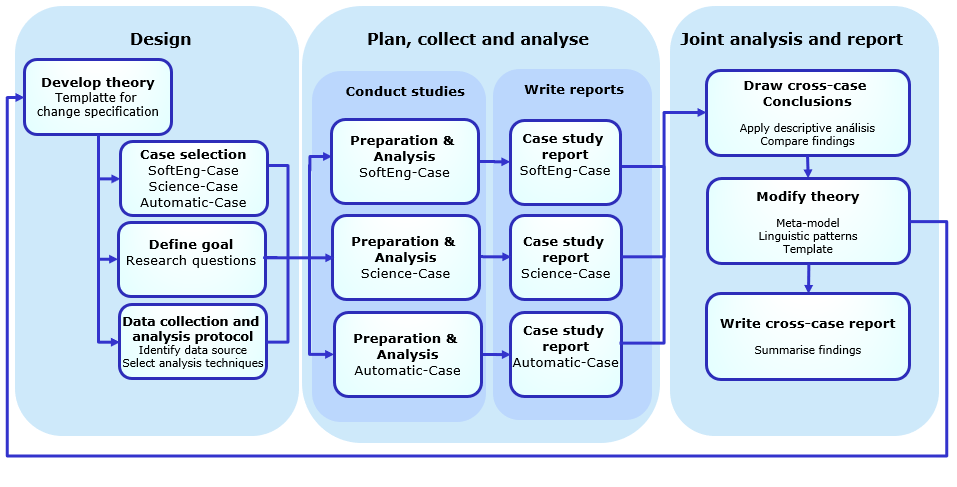 Design
Develop theory
Templatte for
change specification
Case selection
SoftEng-Case
Science-Case
Automatic-Case
Define goal
Research questions
Data collection and
analysis protocol
Identify data source
Select analysis techniques
Plan, collect and analyse
Conduct studies
Preparation &
Analysis
SoftEng-Case
Preparation &
Analysis
Science-Case
Preparation &
Analysis
Automatic-Case
Write reports
Case study
report
SoftEng-Case
Case study
report
Science-Case
Case study
report
Automatic-Case
Joint analysis and report
Draw cross-case
Conclusions
Apply descriptive análisis
Compare findings
Modify theory
Meta-model
Linguistic patterns
Template
Write cross-case report
Summarise findings